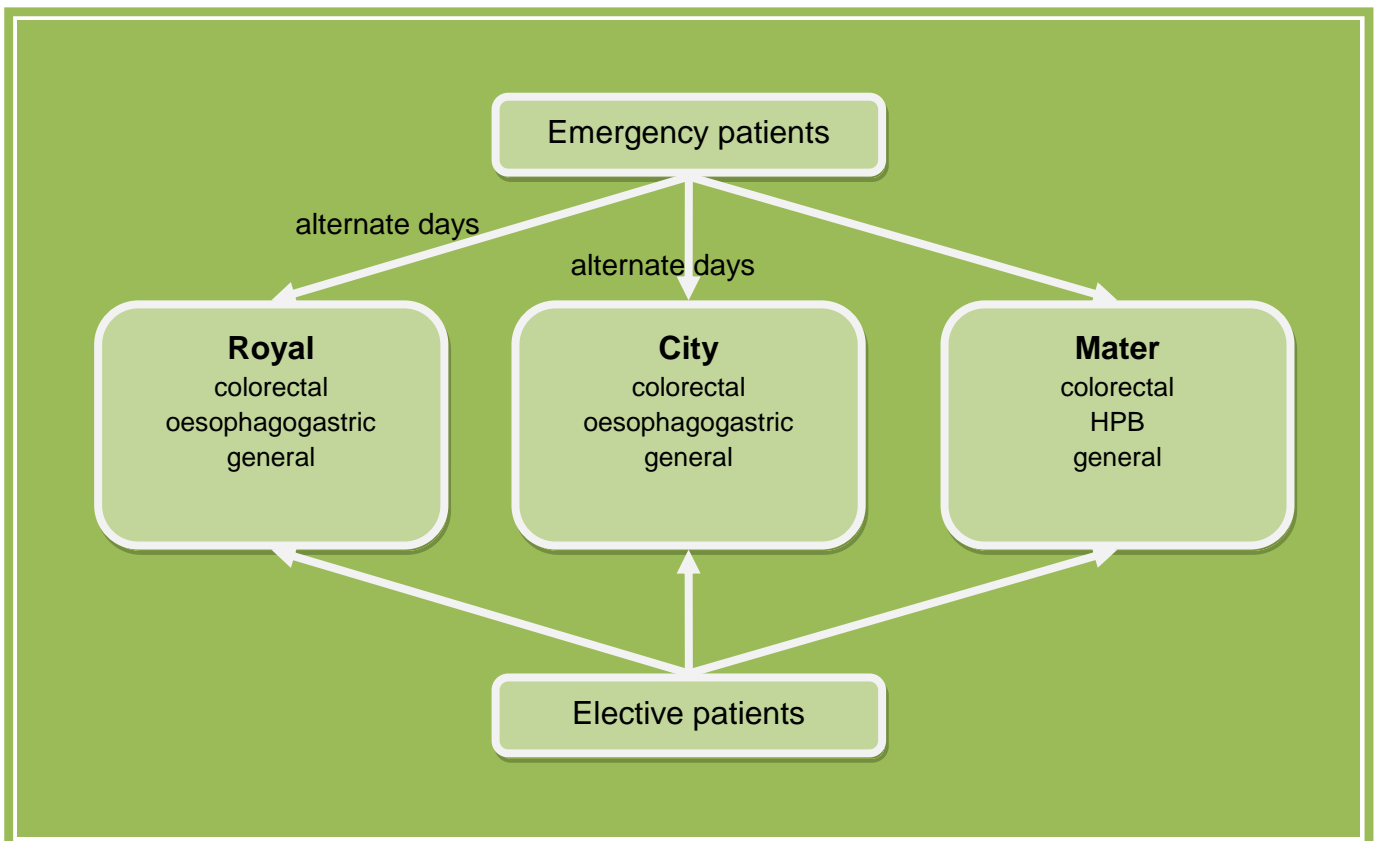 Emergency patients
alternate days
alternate days
Royal
colorectal
oesophagogastric
general
City
colorectal
oesophagogastric
general
Mater
colorectal
HPB
general
Elective patients